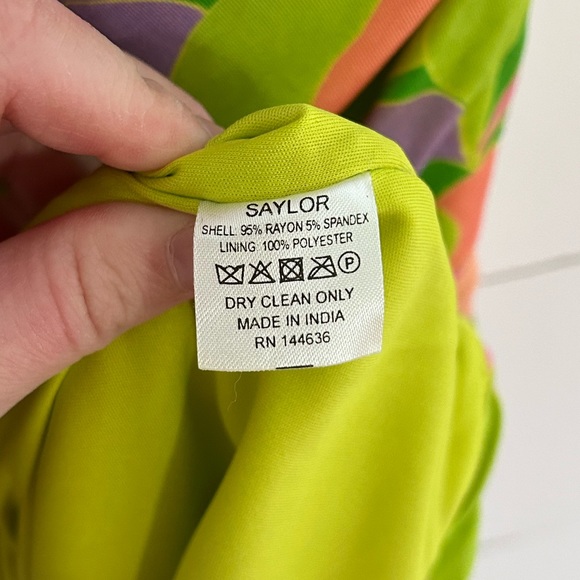 SAYLOR
SHELL: 95% RAYON 5% SPANDEX
LINING: 100% POLYESTER
P
DRY CLEAN ONLY
MADE IN INDIA
RN 144636